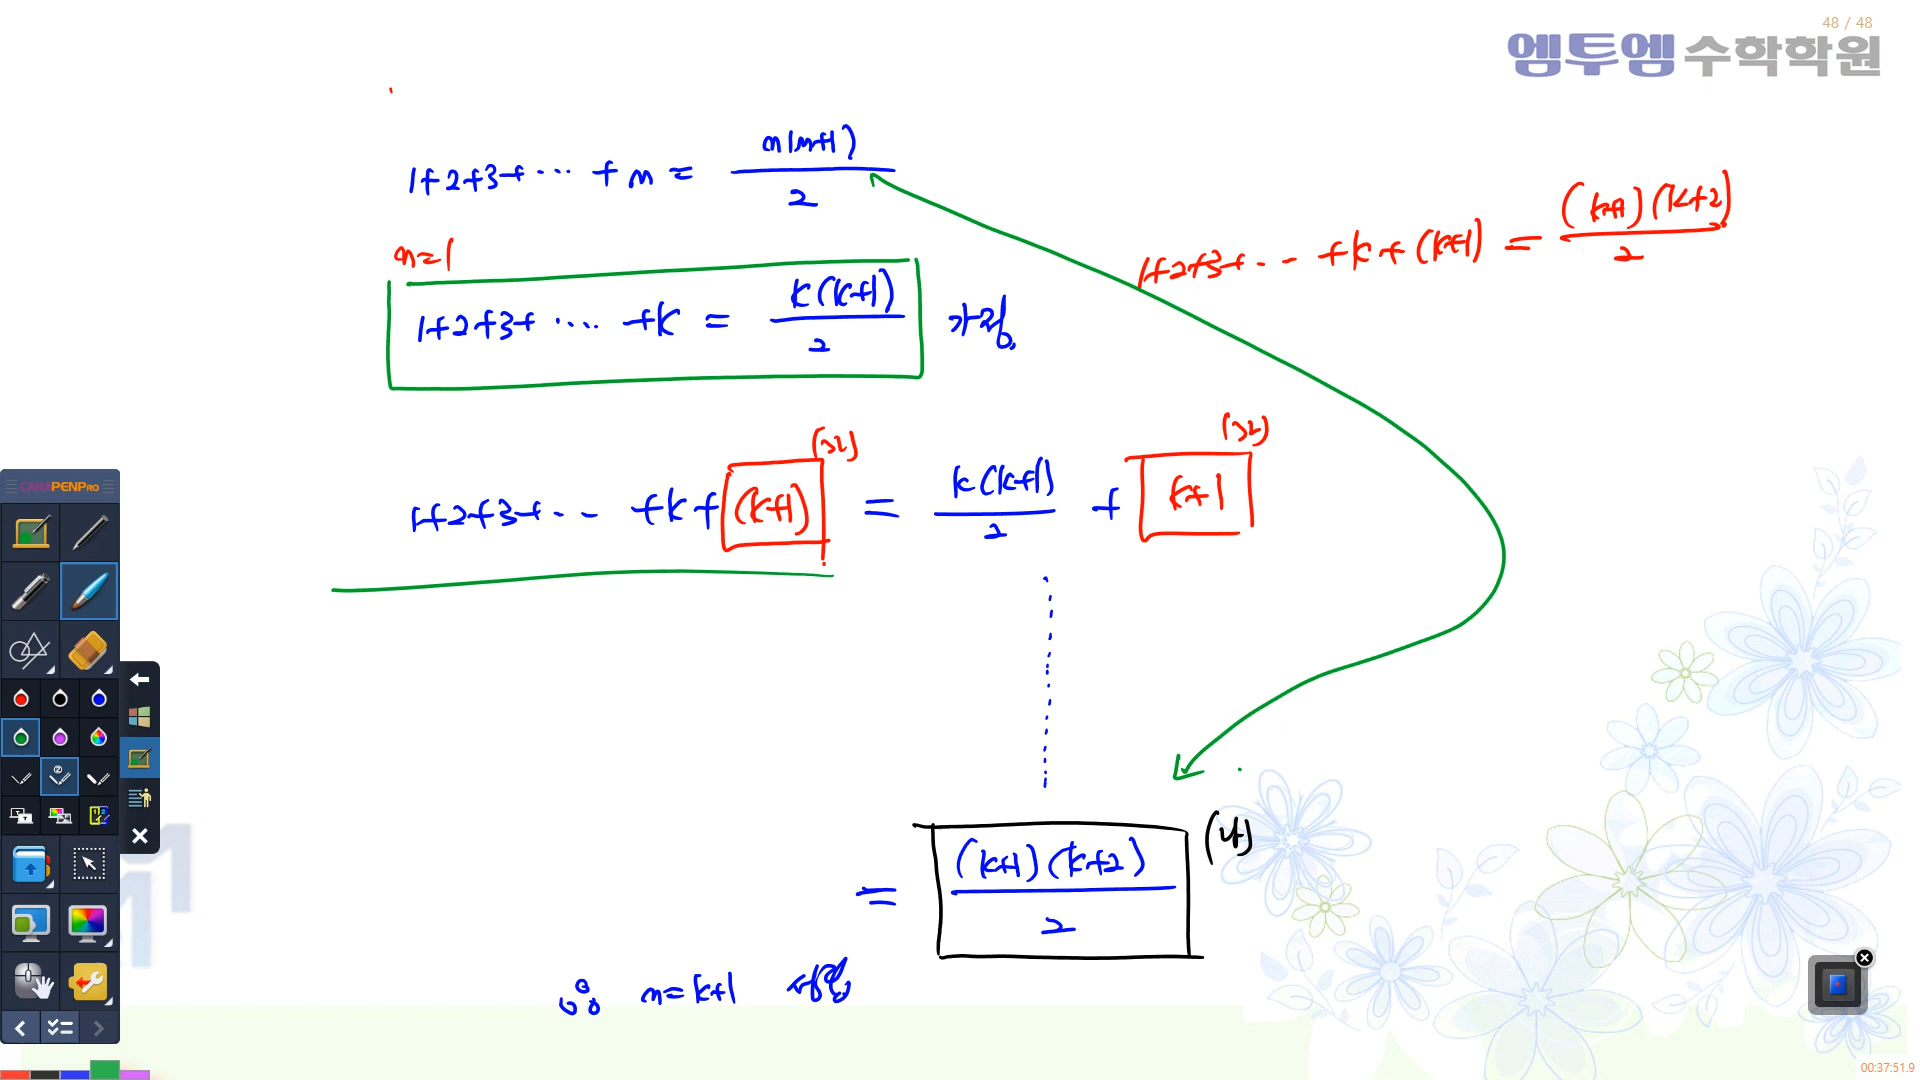 48 / 48
엠투엠 수학학원
1+2+3+ ... +n = n(n+1)/2
1+2+3+ ... +k+(k+1) = (k+1)(k+2)/2
n=1
1+2+3+ .... +k = k(k+1)/2 가정.
(가) (가)
1+2+3+ ... +k+(k+1) = k(k+1)/2 + k+1
= (k+1)(k+2)/2 (나)
∴ n=k+1 성립
CARAPENPRO
00:37:51.9